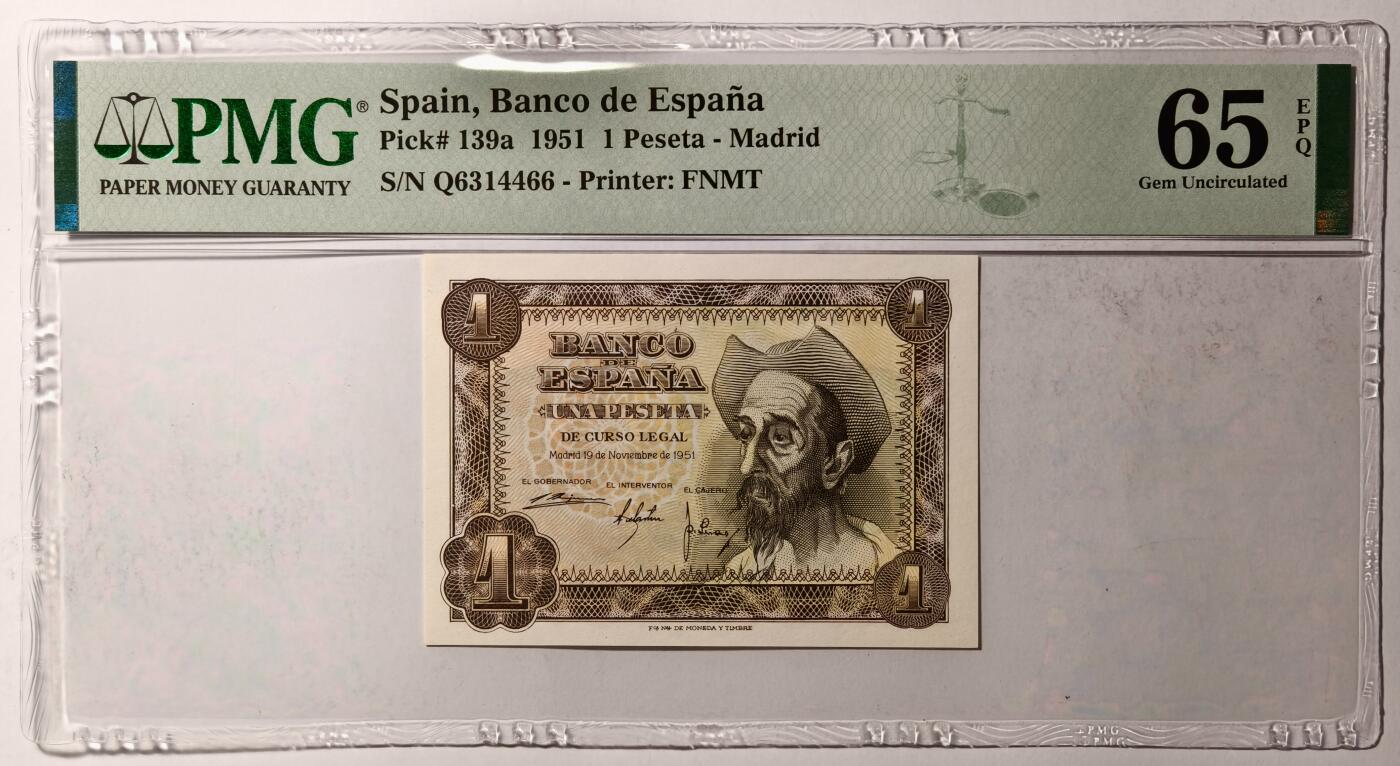 PMG®
PAPER MONEY GUARANTY
Spain, Banco de España
Pick# 139a 1951 1 Peseta - Madrid
S/N Q6314466 - Printer: FNMT
65
EPQ
Gem Uncirculated
1
1
BANCO
DE
ESPAÑA
UNA PESETA
DE CURSO LEGAL
Madrid 19 de Noviembre de 1951
EL GOBERNADOR EL INTERVENTOR EL CAJERO
1
1
DE MONEDA Y TIMBRE
PMG
PMG